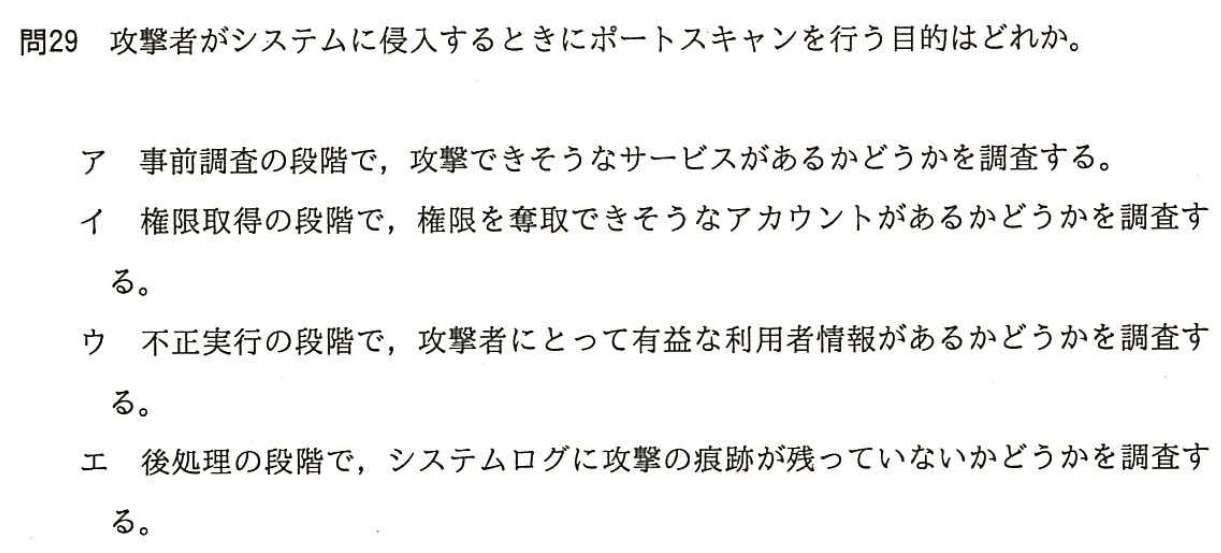 問29 攻撃者がシステムに侵入するときにポートスキャンを行う目的はどれか。
ア 事前調査の段階で，攻撃できそうなサービスがあるかどうかを調査する。
イ 権限取得の段階で，権限を奪取できそうなアカウントがあるかどうかを調査す
る。
ウ 不正実行の段階で，攻撃者にとって有益な利用者情報があるかどうかを調査す
る。
エ 後処理の段階で，システムログに攻撃の痕跡が残っていないかどうかを調査す
る。